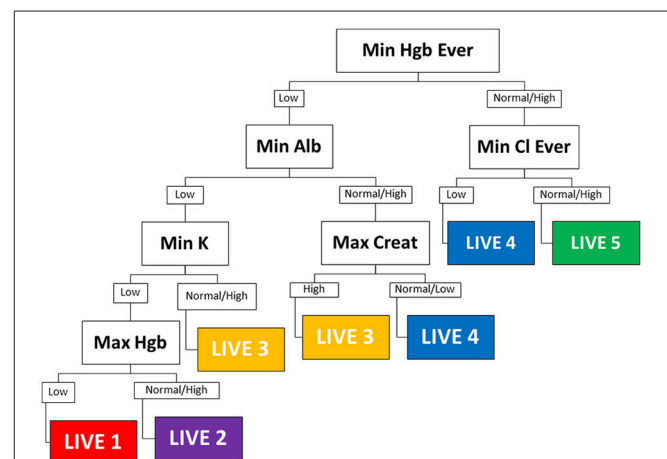 Min Hgb Ever
Low
Normal/High
Min Alb
Min Cl Ever
Low
Normal/High
Low
Normal/High
Min K
Max Creat
LIVE 4
LIVE 5
Low
Normal/High
High
Normal/Low
Max Hgb
LIVE 3
LIVE 3
LIVE 4
Low
Normal/High
LIVE 1
LIVE 2